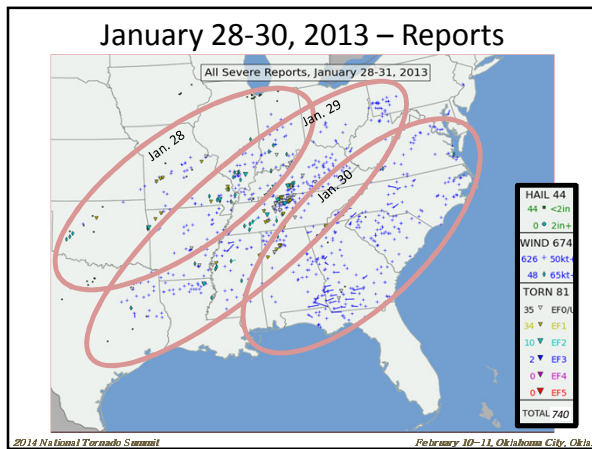 January 28-30, 2013 – Reports
All Severe Reports, January 28-31, 2013
Jan. 28
Jan. 29
Jan. 30
HAIL 44
44 <2in
0 2in+
WIND 674
626 50kt+
48 65kt+
TORN 81
35 EF0/U
34 EF1
10 EF2
2 EF3
0 EF4
0 EF5
TOTAL 740
2014 National Tornado Summit
February 10-11, Oklahoma City, Okla.